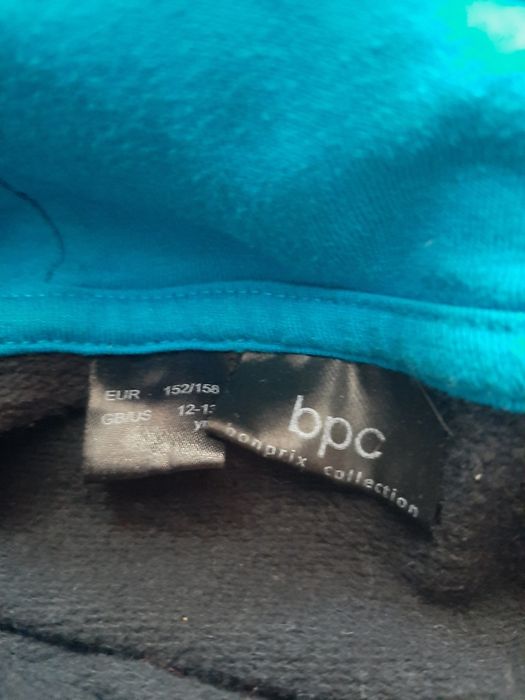 EUR 152/158
GB/US 12-13
bpc
bonprix collection